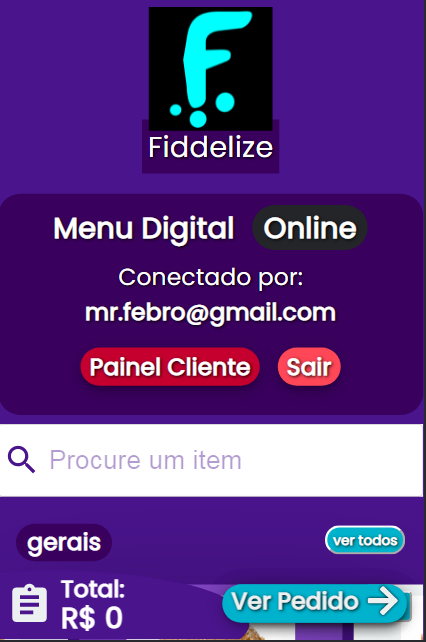 Fiddelize
Menu Digital Online
Conectado por:
mr.febro@gmail.com
Painel Cliente Sair
Procure um item
gerais ver todos
Total:
R$ 0
Ver Pedido